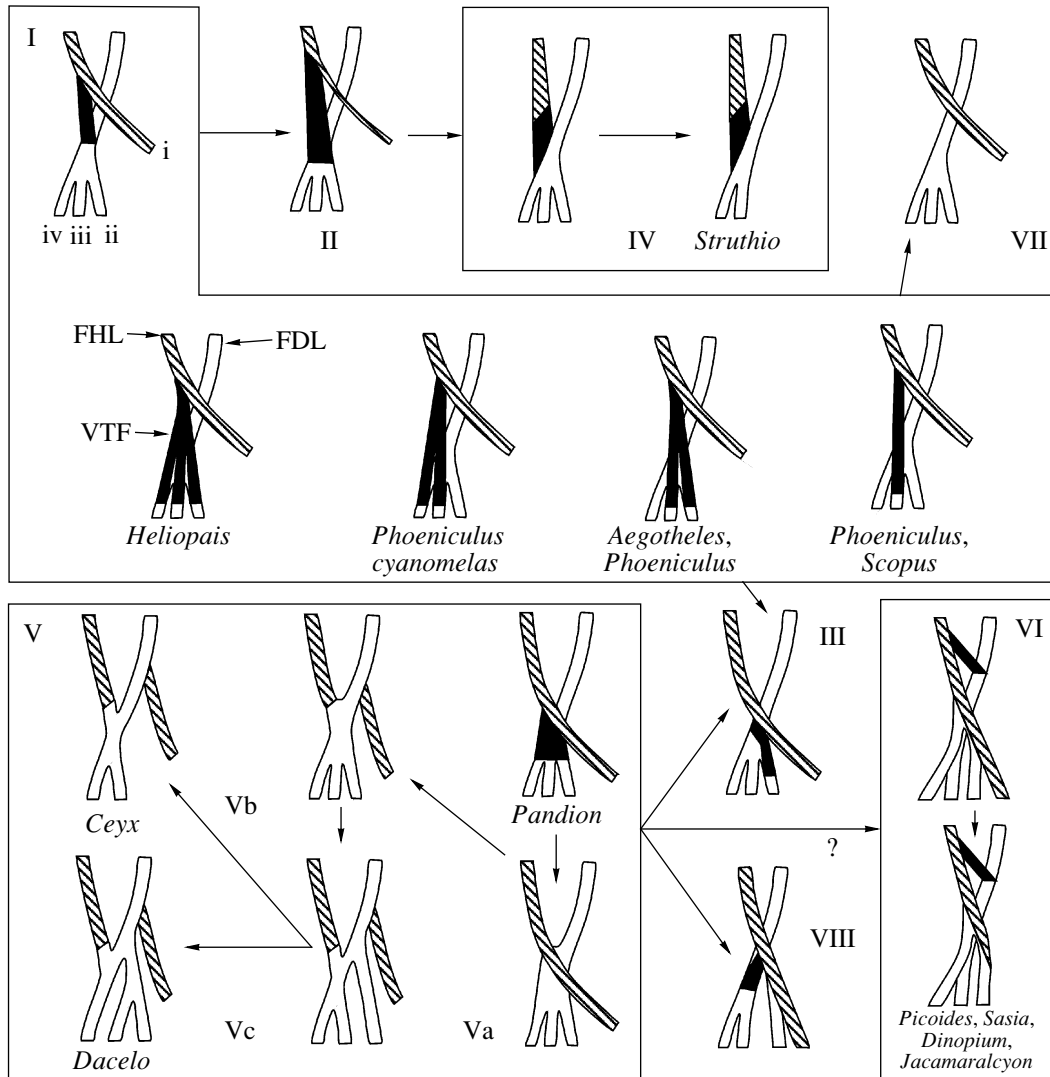 I
i
iv iii ii
II
IV
Struthio
VII
FHL
FDL
VTF
Heliopais
Phoeniculus
cyanomelas
Aegotheles,
Phoeniculus
Phoeniculus,
Scopus
V
III
VI
Ceyx
Vb
Pandion
?
VIII
Dacelo
Vc
Va
Picoides, Sasia,
Dinopium,
Jacamaralcyon